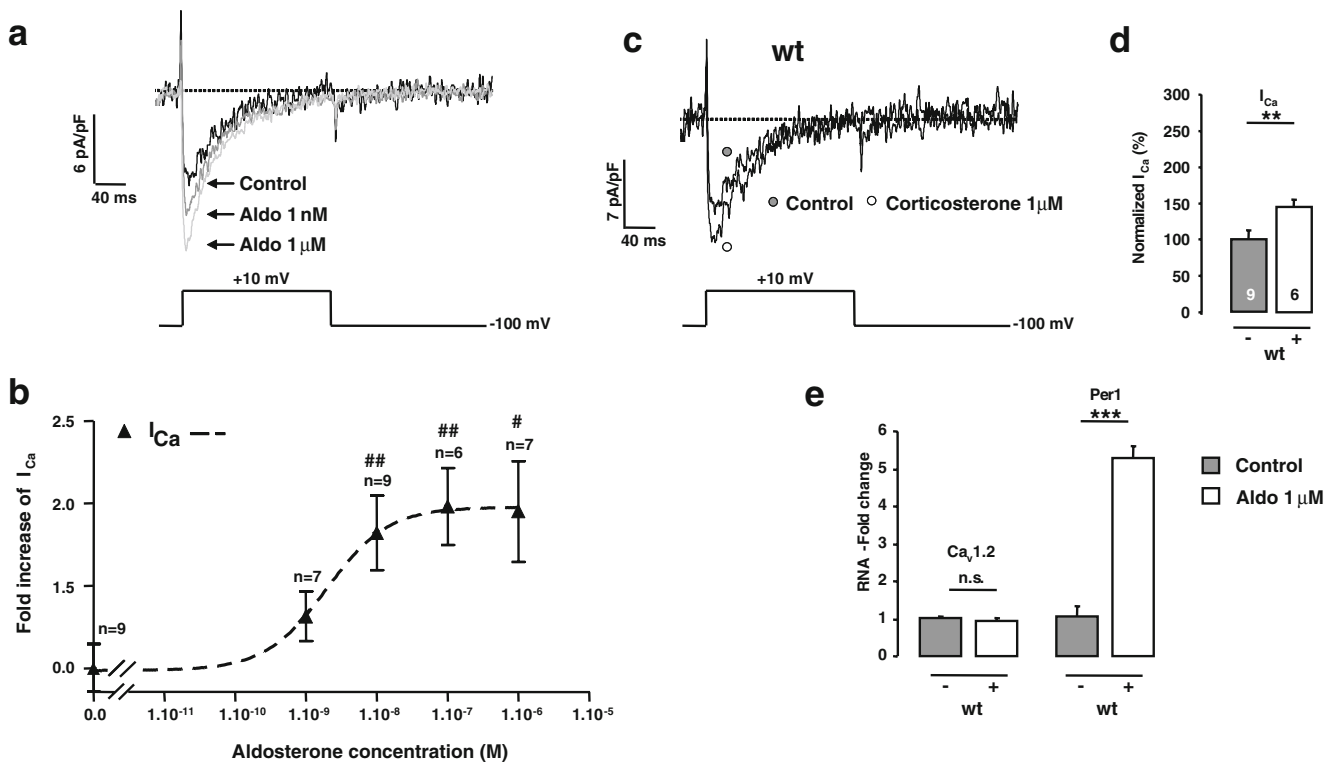 a
6 pA/pF
40 ms
Control
Aldo 1 nM
Aldo 1 μM
+10 mV
-100 mV
c
wt
7 pA/pF
40 ms
Control
Corticosterone 1μM
+10 mV
-100 mV
d
Normalized ICa (%)
300
250
200
150
100
50
0
ICa
**
9
6
- +
wt
b
Fold increase of ICa
2.5
2.0
1.5
0.0
ICa
n=9
n=7
##
n=9
##
n=6
#
n=7
0.0 1.10-11 1.10-10 1.10-9 1.10-8 1.10-7 1.10-6 1.10-5
Aldosterone concentration (M)
e
RNA -Fold change
6
5
4
3
2
1
0
Cav1.2
n.s.
Per1
***
- + - +
wt wt
Control
Aldo 1 μM